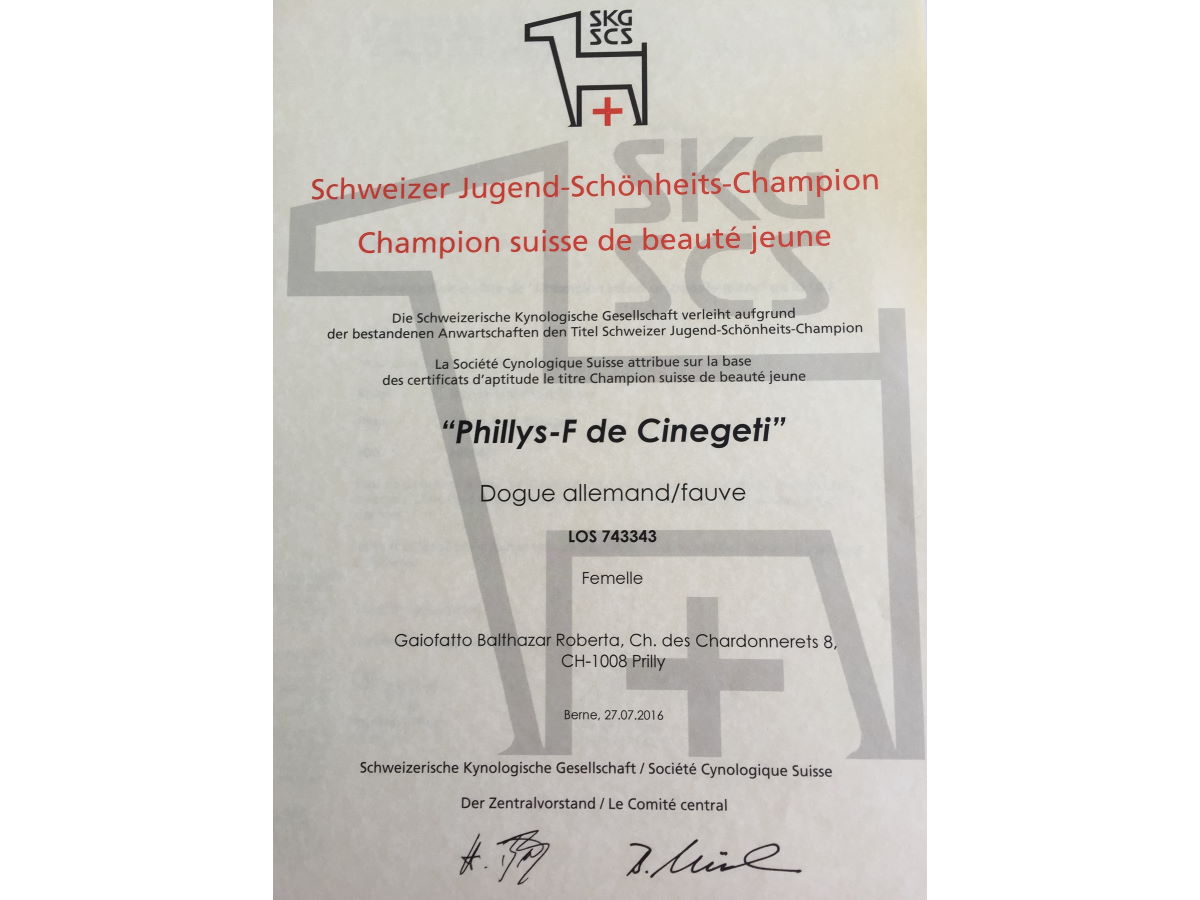 SKG
SCS
Schweizer Jugend-Schönheits-Champion
Champion suisse de beauté jeune
Die Schweizerische Kynologische Gesellschaft verleiht aufgrund
der bestandenen Anwartschaften den Titel Schweizer Jugend-Schönheits-Champion
La Société Cynologique Suisse attribue sur la base
des certificats d'aptitude le titre Champion suisse de beauté jeune
“Phillys-F de Cinegeti”
Dogue allemand/fauve
LOS 743343
Femelle
Gaiofatto Balthazar Roberta, Ch. des Chardonnerets 8,
CH-1008 Prilly
Berne, 27.07.2016
Schweizerische Kynologische Gesellschaft / Société Cynologique Suisse
Der Zentralvorstand / Le Comité central